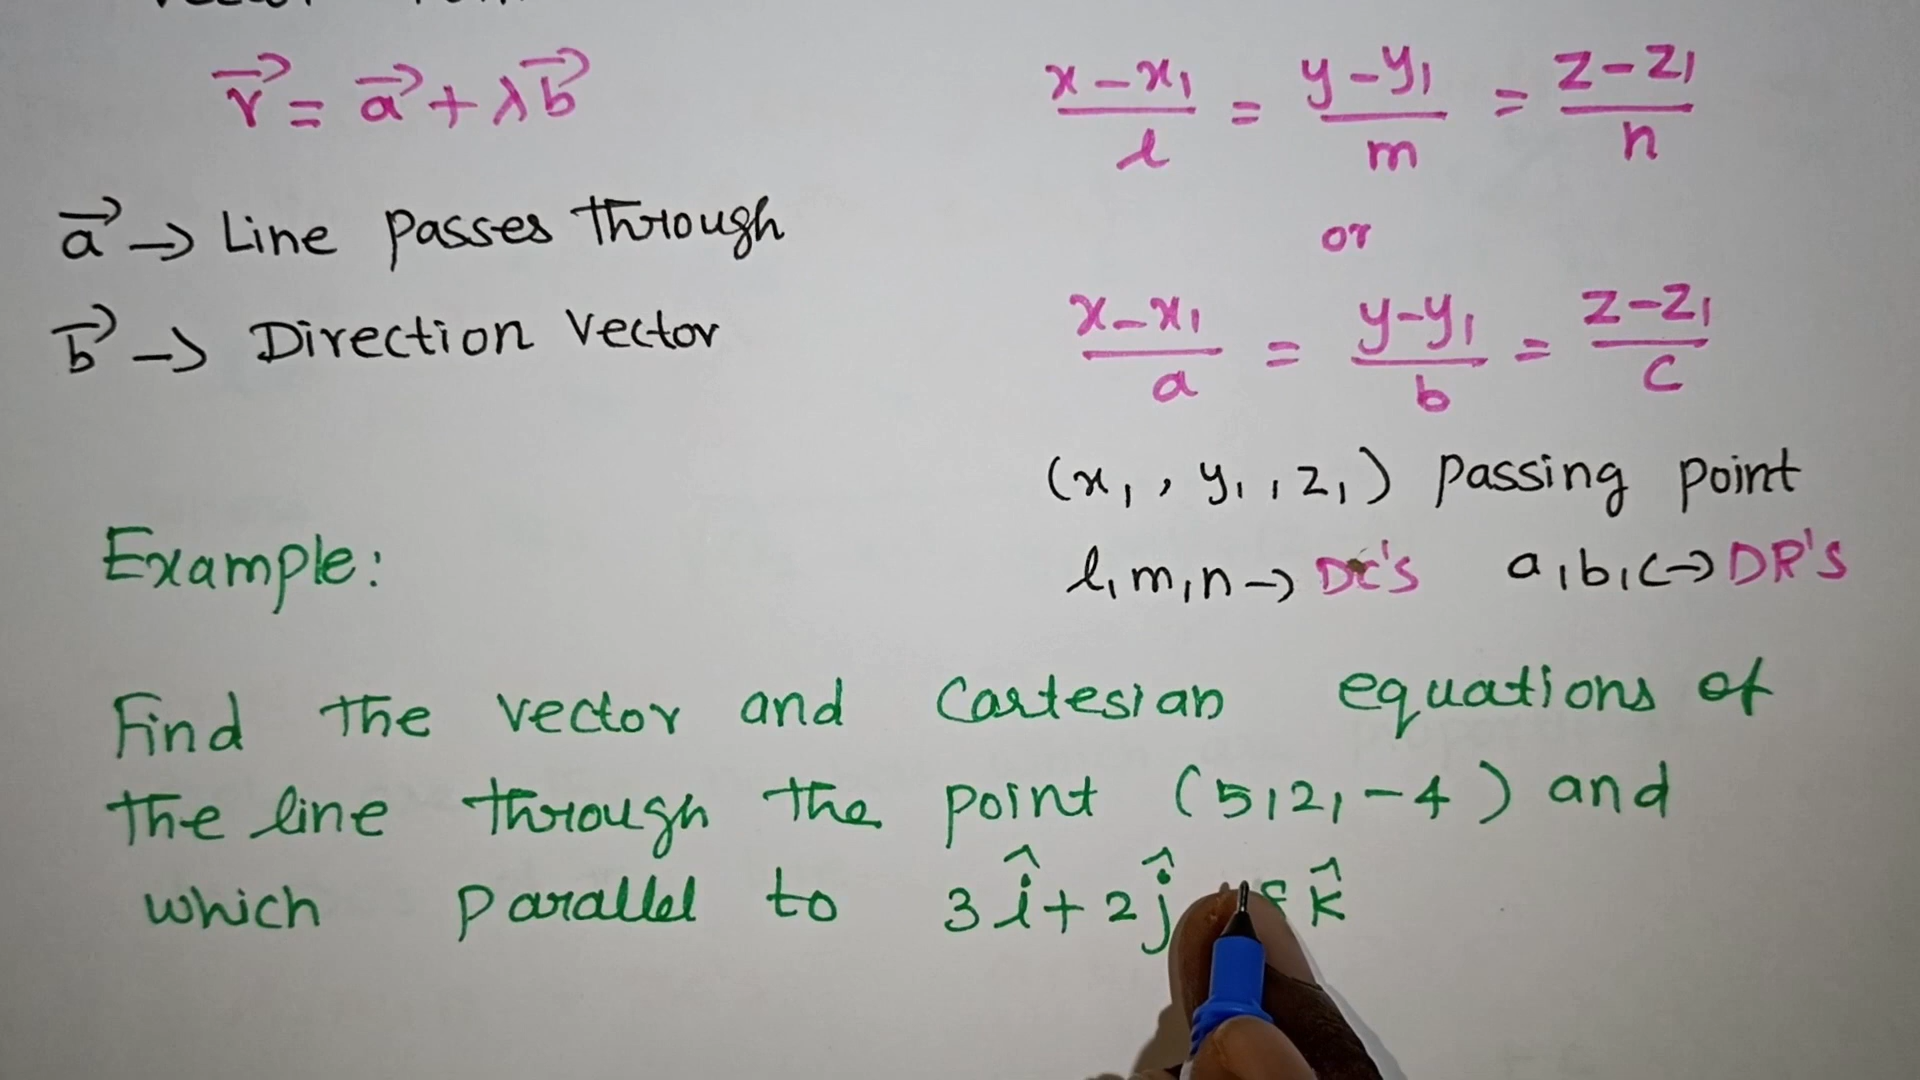 r⃗ = a⃗ + λb⃗
a⃗ → Line passes through
b⃗ → Direction vector
x-x₁/l = y-y₁/m = z-z₁/n
or
x-x₁/a = y-y₁/b = z-z₁/c
(x₁, y₁, z₁) passing point
l, m, n → DC's a, b, c → DR's
Example:
Find the vector and Cartesian equations of
the line through the point (5, 2, -4) and
which parallel to 3î + 2ĵ k̂